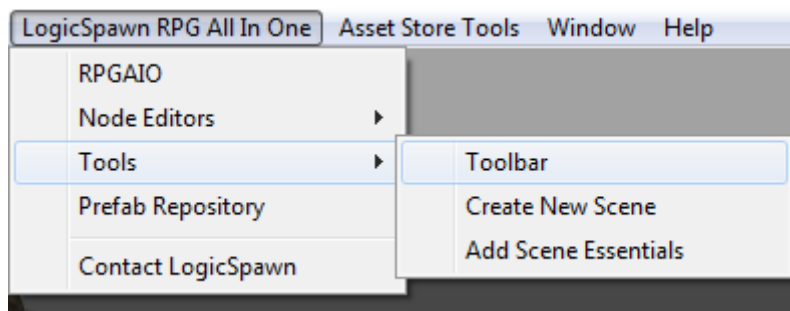 LogicSpawn RPG All In One Asset Store Tools Window Help
RPGAIO
Node Editors
Tools
Prefab Repository
Contact LogicSpawn
Toolbar
Create New Scene
Add Scene Essentials